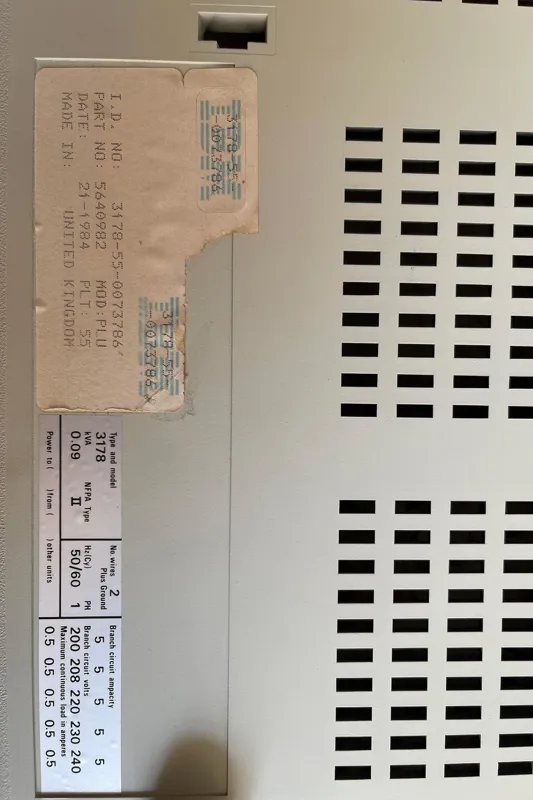 I.D. NO: 3178-55-0073786
PART NO: 5640982 MOD:PLU
DATE: 21-1984 PLT: 55
MADE IN: UNITED KINGDOM
3178-55
-0073786
3178-55
-0073786
Type and model
3178
kVA NFPA Type
0.09 II
No. wires 2
Plus Ground
Hz(Cy) PH
50/60 1
Branch circuit ampacity
5 5 5 5 5
Branch circuit volts
200 208 220 230 240
Maximum continuous load in amperes
0.5 0.5 0.5 0.5 0.5
Power to ( ) from ( ) other units